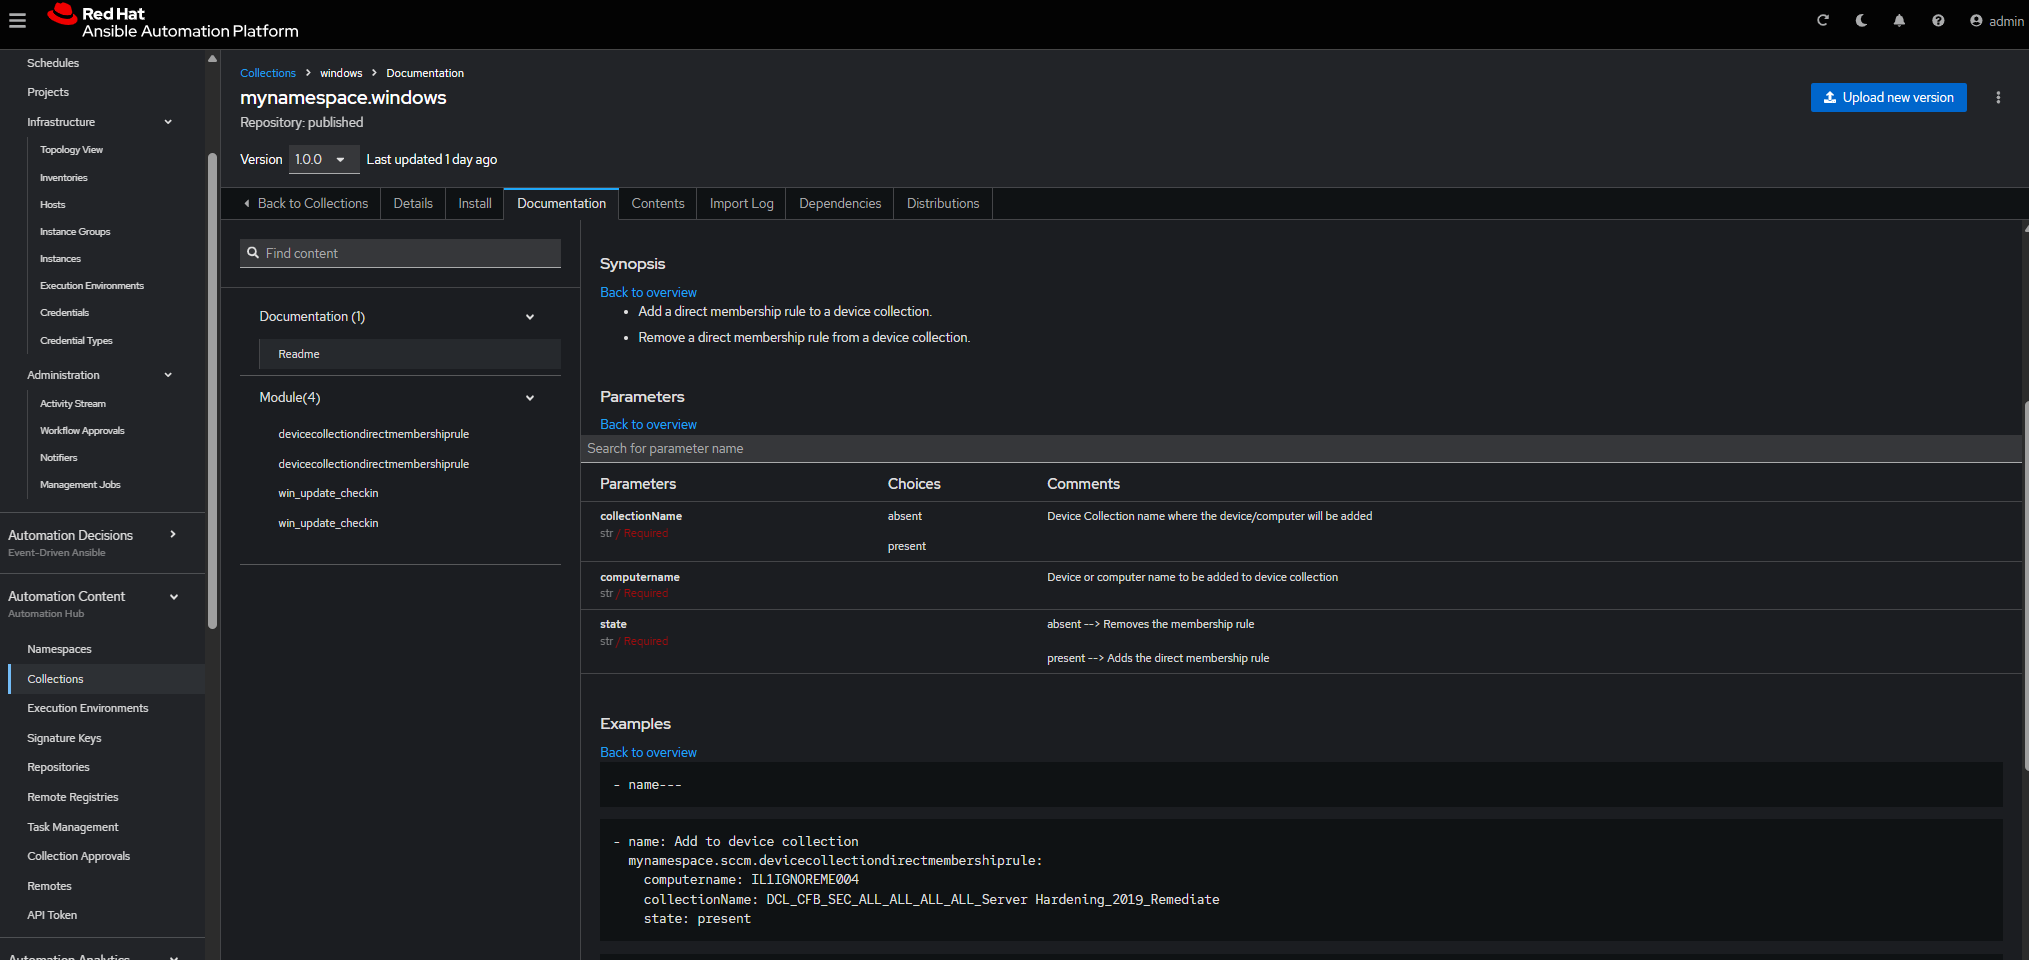 Red Hat
Ansible Automation Platform
admin
Schedules
Projects
Infrastructure
Topology View
Inventories
Hosts
Instance Groups
Instances
Execution Environments
Credentials
Credential Types
Administration
Activity Stream
Workflow Approvals
Notifiers
Management Jobs
Automation Decisions
Event-Driven Ansible
Automation Content
Automation Hub
Namespaces
Collections
Execution Environments
Signature Keys
Repositories
Remote Registries
Task Management
Collection Approvals
Remotes
API Token
Automation Analytics
Collections > windows > Documentation
mynamespace.windows
Repository: published
Upload new version
Version 1.0.0 Last updated 1 day ago
Back to Collections Details Install Documentation Contents Import Log Dependencies Distributions
Find content
Documentation (1)
Readme
Module(4)
devicecollectiondirectmembershiprule
devicecollectiondirectmembershiprule
win_update_checkin
win_update_checkin
Synopsis
Back to overview
• Add a direct membership rule to a device collection.
• Remove a direct membership rule from a device collection.
Parameters
Back to overview
Search for parameter name
Parameters Choices Comments
collectionName absent Device Collection name where the device/computer will be added
str / Required
present
computername Device or computer name to be added to device collection
str / Required
state absent --> Removes the membership rule
str / Required
present --> Adds the direct membership rule
Examples
Back to overview
- name---
- name: Add to device collection
mynamespace.sccm.devicecollectiondirectmembershiprule:
computername: IL1IGNOREME004
collectionName: DCL_CFB_SEC_ALL_ALL_ALL_ALL_Server Hardening_2019_Remediate
state: present